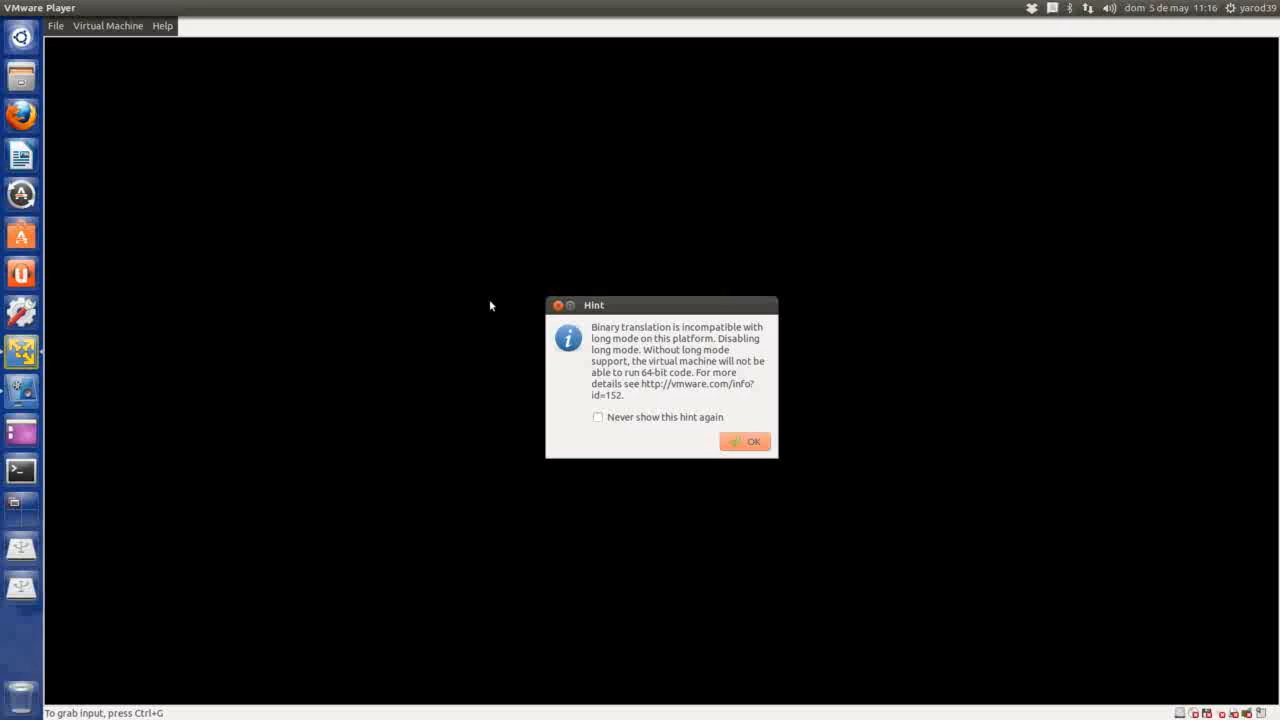 VMware Player
dom 5 de may 11:16
yarod39
File Virtual Machine Help
Hint
Binary translation is incompatible with
long mode on this platform. Disabling
long mode. Without long mode
support, the virtual machine will not be
able to run 64-bit code. For more
details see http://vmware.com/info?
id=152.
Never show this hint again
OK
To grab input, press Ctrl+G